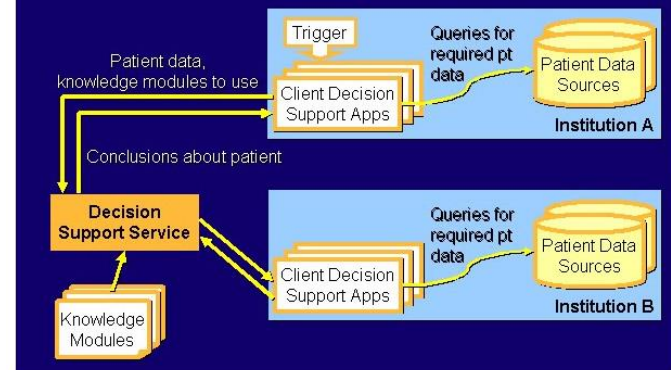 Trigger
Patient data,
knowledge modules to use
Client Decision
Support Apps
Queries for
required pt
data
Patient Data
Sources
Institution A
Conclusions about patient
Decision
Support Service
Knowledge
Modules
Client Decision
Support Apps
Queries for
required pt
data
Patient Data
Sources
Institution B